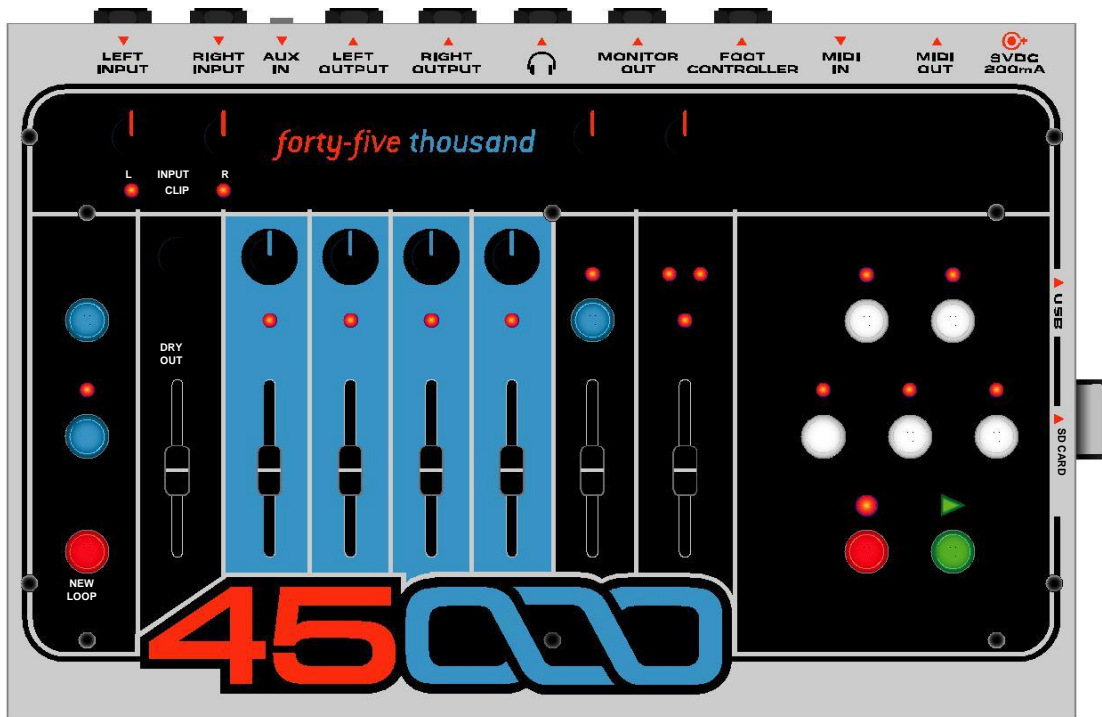 LEFT
INPUT
RIGHT
INPUT
AUX
IN
LEFT
OUTPUT
RIGHT
OUTPUT
MONITOR
OUT
FOOT
CONTROLLER
MIDI
IN
MIDI
OUT
9VDC
200mA
forty-five thousand
L INPUT R
CLIP
USB
DRY
OUT
SD CARD
NEW
LOOP
45000